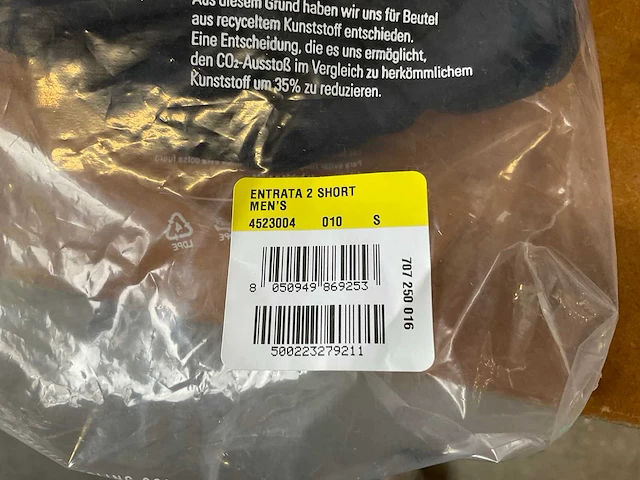 Aus diesem Grund haben wir uns für Beutel
aus recyceltem Kunststoff entschieden.
Eine Entscheidung, die es uns ermöglicht,
den CO₂-Ausstoß im Vergleich zu herkömmlichem
Kunststoff um 35% zu reduzieren.
ENTRATA 2 SHORT
MEN'S
4523004 010 S
8 050949 869253
500223279211
707 250 016
LDPE